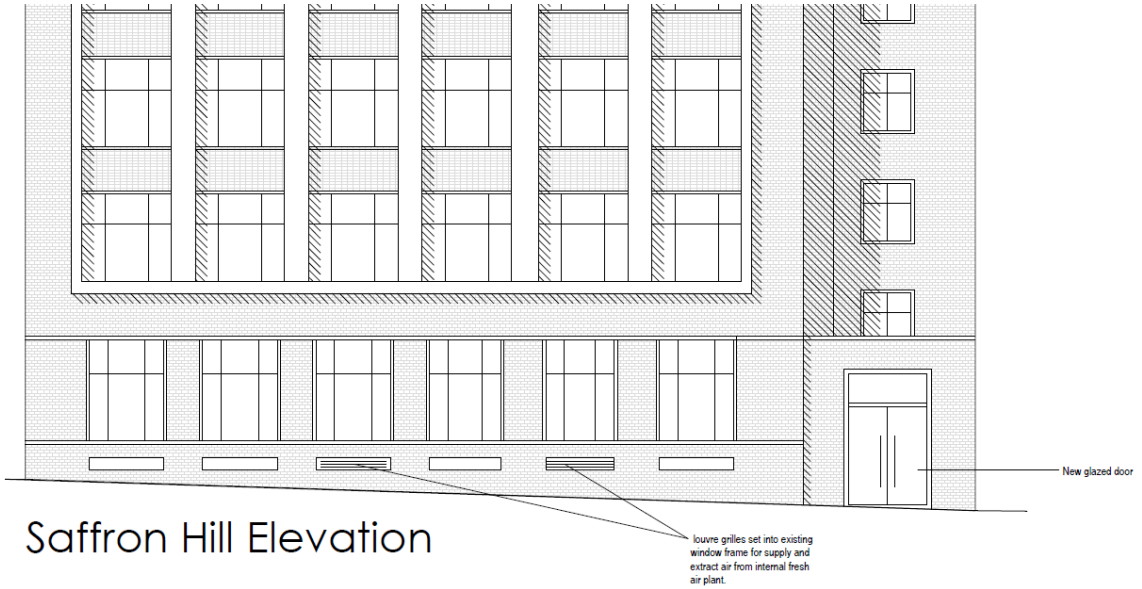 New glazed door
Saffron Hill Elevation
louvre grilles set into existing
window frame for supply and
extract air from internal fresh
air plant.